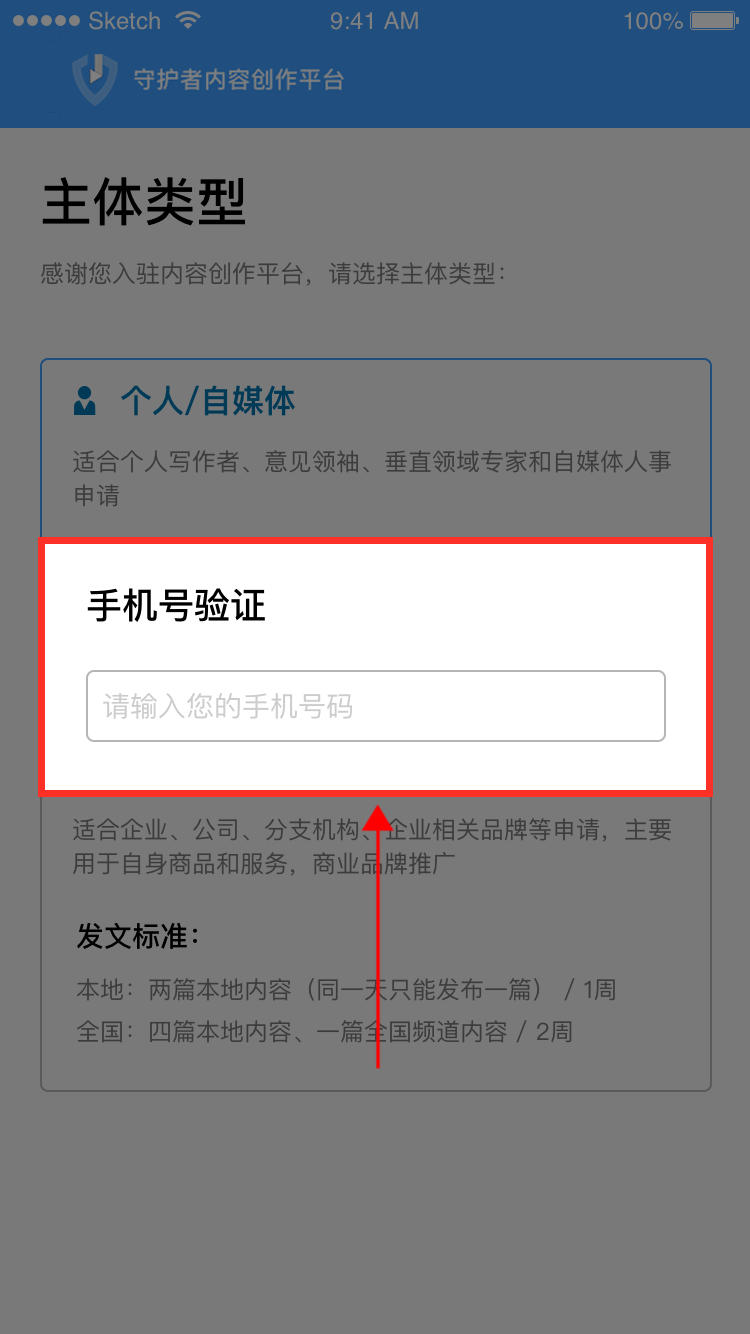 Sketch 9:41 AM 100%
守护者内容创作平台
主体类型
感谢您入驻内容创作平台，请选择主体类型：
个人/自媒体
适合个人写作者、意见领袖、垂直领域专家和自媒体人事
申请
手机号验证
请输入您的手机号码
适合企业、公司、分支机构、企业相关品牌等申请，主要
用于自身商品和服务，商业品牌推广
发文标准：
本地：两篇本地内容（同一天只能发布一篇） / 1周
全国：四篇本地内容、一篇全国频道内容 / 2周